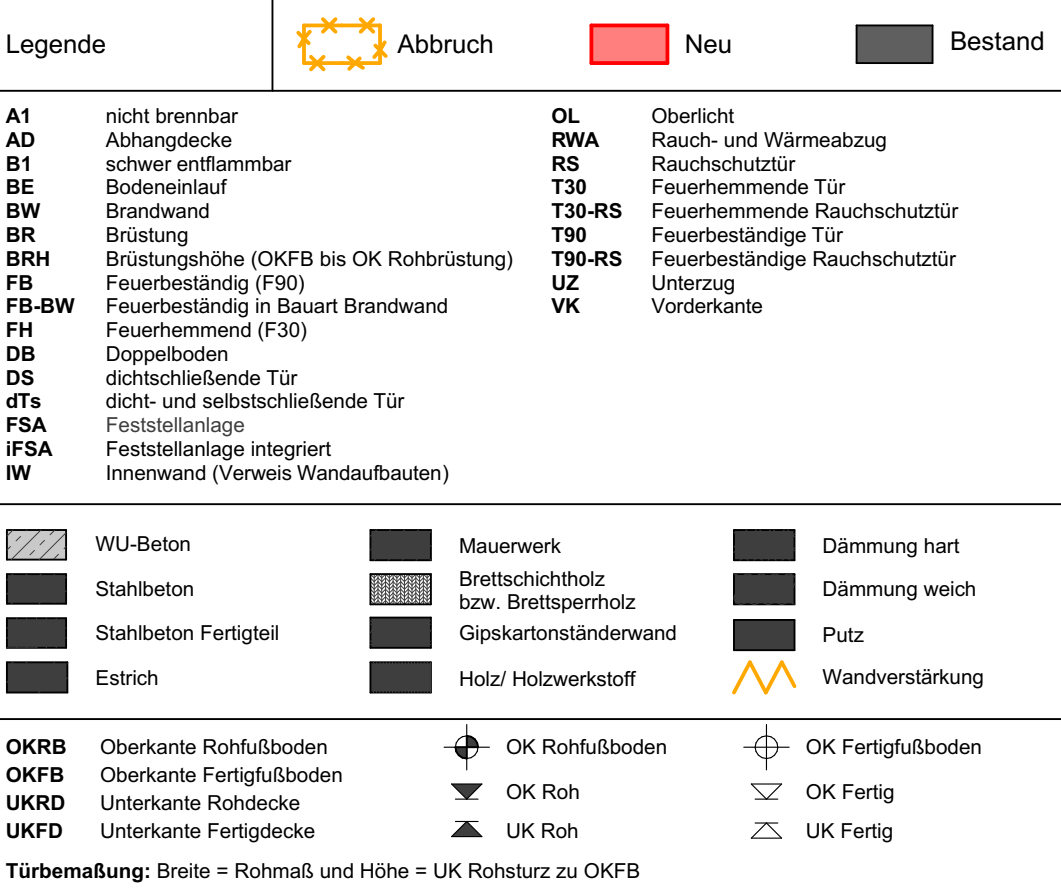 Legende
Abbruch
Neu
Bestand
A1 nicht brennbar
AD Abhangdecke
B1 schwer entflammbar
BE Bodeneinlauf
BW Brandwand
BR Brüstung
BRH Brüstungshöhe (OKFB bis OK Rohbrüstung)
FB Feuerbeständig (F90)
FB-BW Feuerbeständig in Bauart Brandwand
FH Feuerhemmend (F30)
DB Doppelboden
DS dichtschließende Tür
dTs dicht- und selbstschließende Tür
FSA Feststellanlage
iFSA Feststellanlage integriert
IW Innenwand (Verweis Wandaufbauten)
OL Oberlicht
RWA Rauch- und Wärmeabzug
RS Rauchschutztür
T30 Feuerhemmende Tür
T30-RS Feuerhemmende Rauchschutztür
T90 Feuerbeständige Tür
T90-RS Feuerbeständige Rauchschutztür
UZ Unterzug
VK Vorderkante
WU-Beton
Stahlbeton
Stahlbeton Fertigteil
Estrich
Mauerwerk
Brettschichtholz
bzw. Brettsperrholz
Gipskartonständerwand
Holz/ Holzwerkstoff
Dämmung hart
Dämmung weich
Putz
Wandverstärkung
OKRB Oberkante Rohfußboden
OKFB Oberkante Fertigfußboden
UKRD Unterkante Rohdecke
UKFD Unterkante Fertigdecke
OK Rohfußboden
OK Roh
UK Roh
OK Fertigfußboden
OK Fertig
UK Fertig
Türbemaßung: Breite = Rohmaß und Höhe = UK Rohsturz zu OKFB